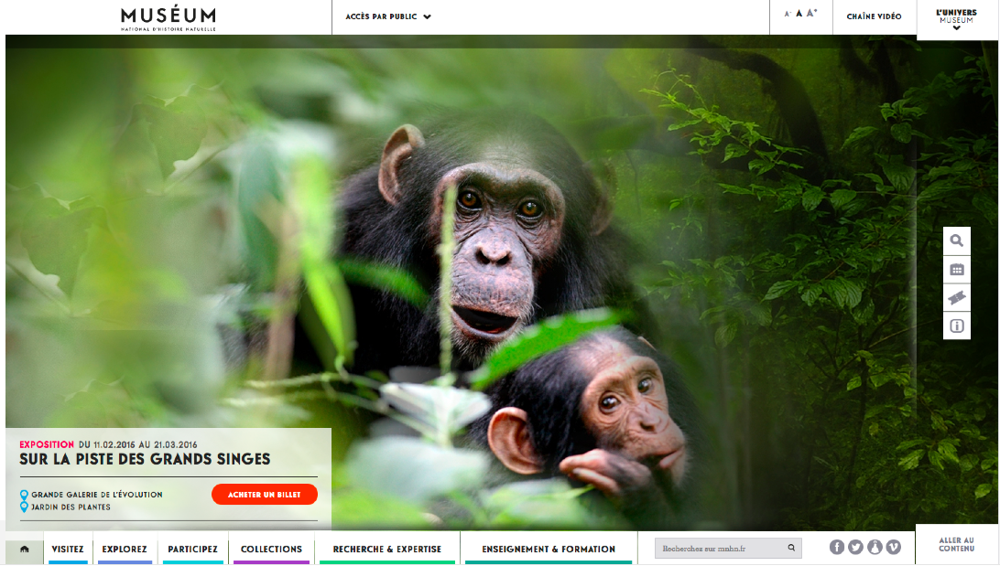 MUSÉUM
NATIONAL D'HISTOIRE NATURELLE
ACCÈS PAR PUBLIC
A- A A+
CHAÎNE VIDÉO
L'UNIVERS
MUSEUM
EXPOSITION DU 11.02.2015 AU 21.03.2016
SUR LA PISTE DES GRANDS SINGES
GRANDE GALERIE DE L'ÉVOLUTION
JARDIN DES PLANTES
ACHETER UN BILLET
VISITEZ
EXPLOREZ
PARTICIPEZ
COLLECTIONS
RECHERCHE & EXPERTISE
ENSEIGNEMENT & FORMATION
Recherchez sur mnhn.fr
ALLER AU
CONTENU